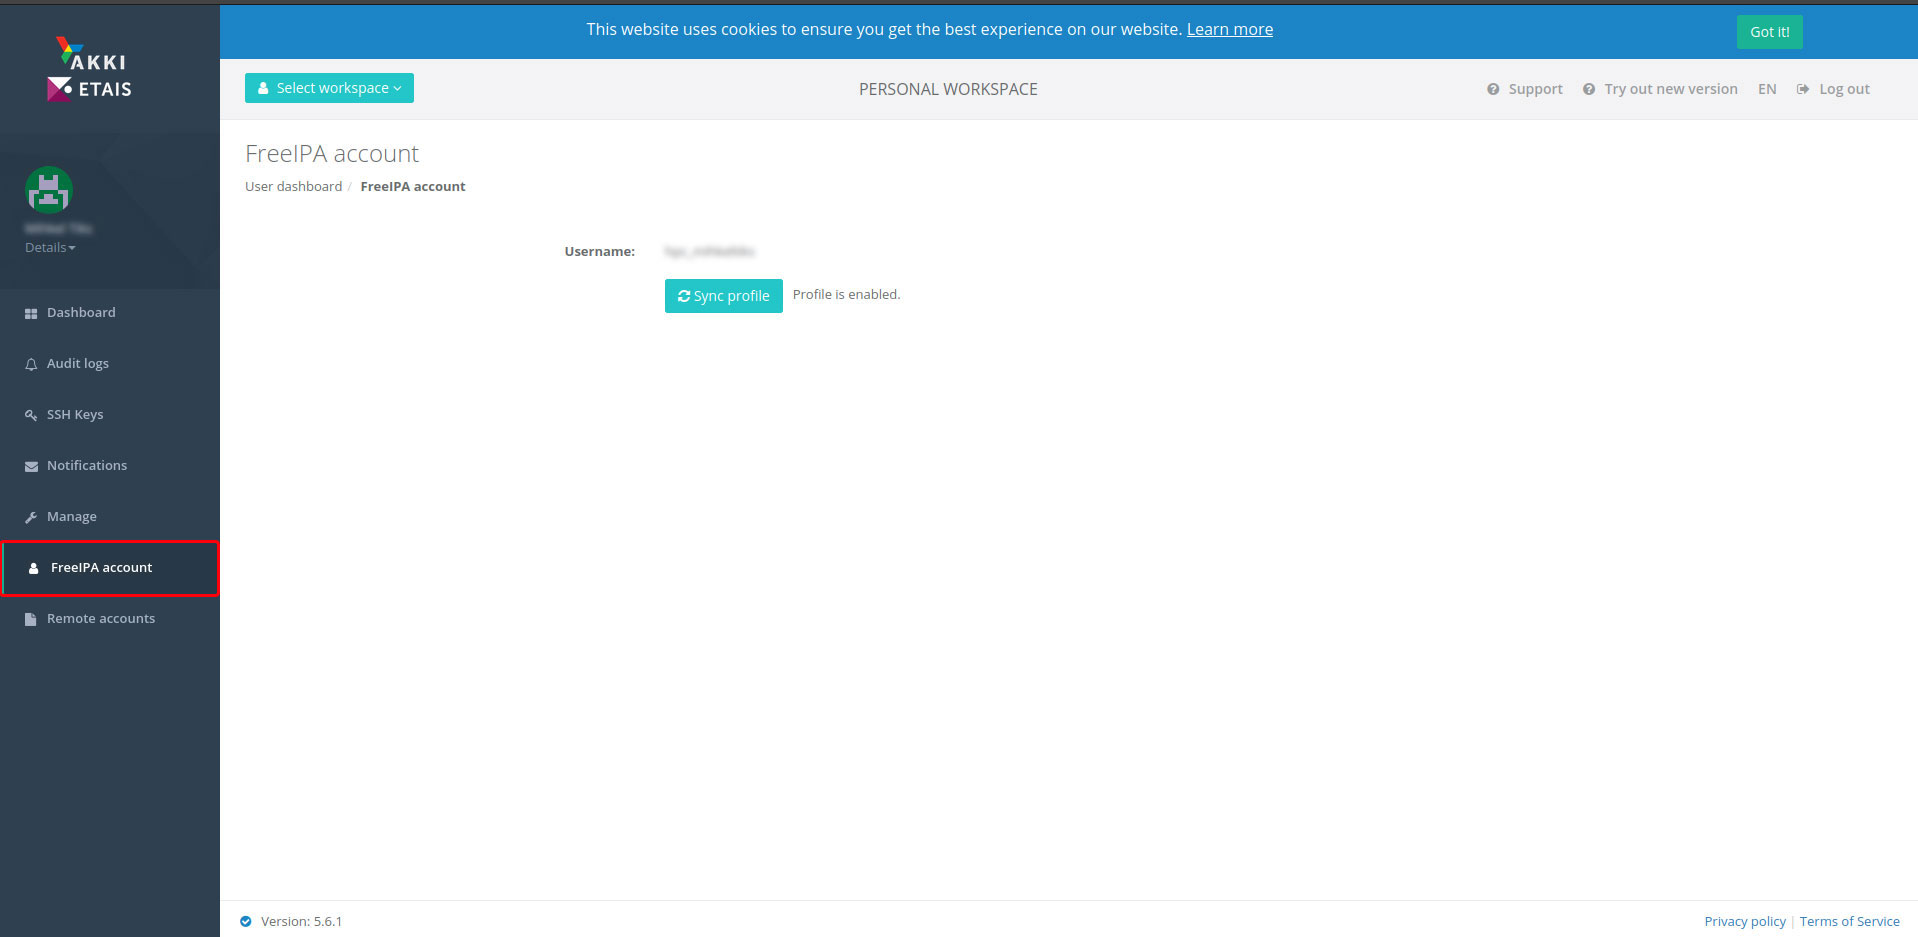 This website uses cookies to ensure you get the best experience on our website. Learn more
Got it!
AKKI
ETAIS
Select workspace
PERSONAL WORKSPACE
Support
Try out new version
EN
Log out
FreeIPA account
User dashboard / FreeIPA account
Details
Username:
Sync profile
Profile is enabled.
Dashboard
Audit logs
SSH Keys
Notifications
Manage
FreeIPA account
Remote accounts
Version: 5.6.1
Privacy policy | Terms of Service